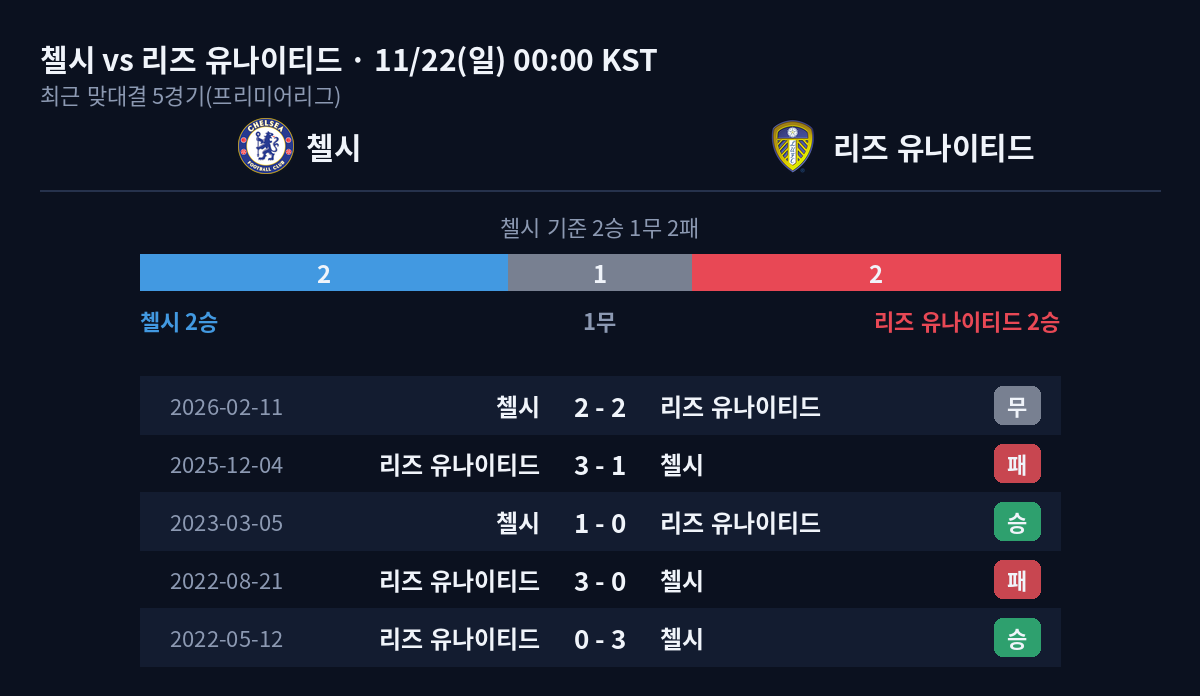 첼시 vs 리즈 유나이티드 · 11/22(일) 00:00 KST
최근 맞대결 5경기(프리미어리그)
CHELSEA
FOOTBALL CLUB
첼시
리즈 유나이티드
첼시 기준 2승 1무 2패
2 1 2
첼시 2승 1무 리즈 유나이티드 2승
2026-02-11 첼시 2 - 2 리즈 유나이티드 무
2025-12-04 리즈 유나이티드 3 - 1 첼시 패
2023-03-05 첼시 1 - 0 리즈 유나이티드 승
2022-08-21 리즈 유나이티드 3 - 0 첼시 패
2022-05-12 리즈 유나이티드 0 - 3 첼시 승